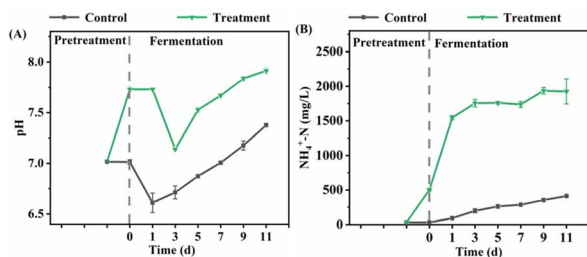 Control Treatment
(A)
Pretreatment Fermentation
pH
8.0
7.5
7.0
6.5
0 1 3 5 7 9 11
Time (d)
Control Treatment
(B)
Pretreatment Fermentation
NH₄⁺-N (mg/L)
2500
2000
1500
1000
500
0
0 1 3 5 7 9 11
Time (d)